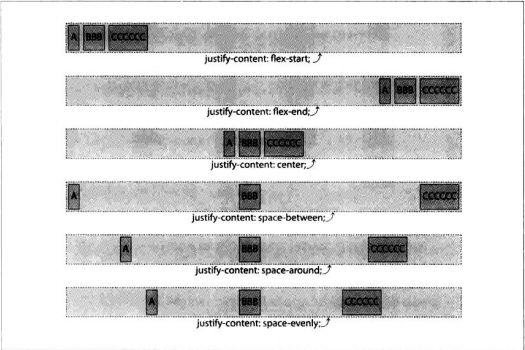 A BBB CCCCCC
justify-content: flex-start;
A BBB CCCCCC
justify-content: flex-end;
A BBB CCCCCC
justify-content: center;
A BBB CCCCCC
justify-content: space-between;
A BBB CCCCCC
justify-content: space-around;
A BBB CCCCCC
justify-content: space-evenly;